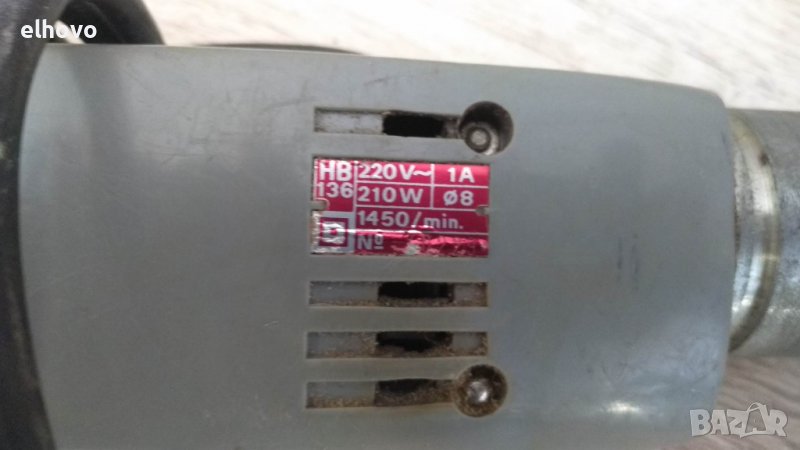 elhovo
HB 220V~ 1A
136 210W ø8
1450/min.
Nº
BAZAR